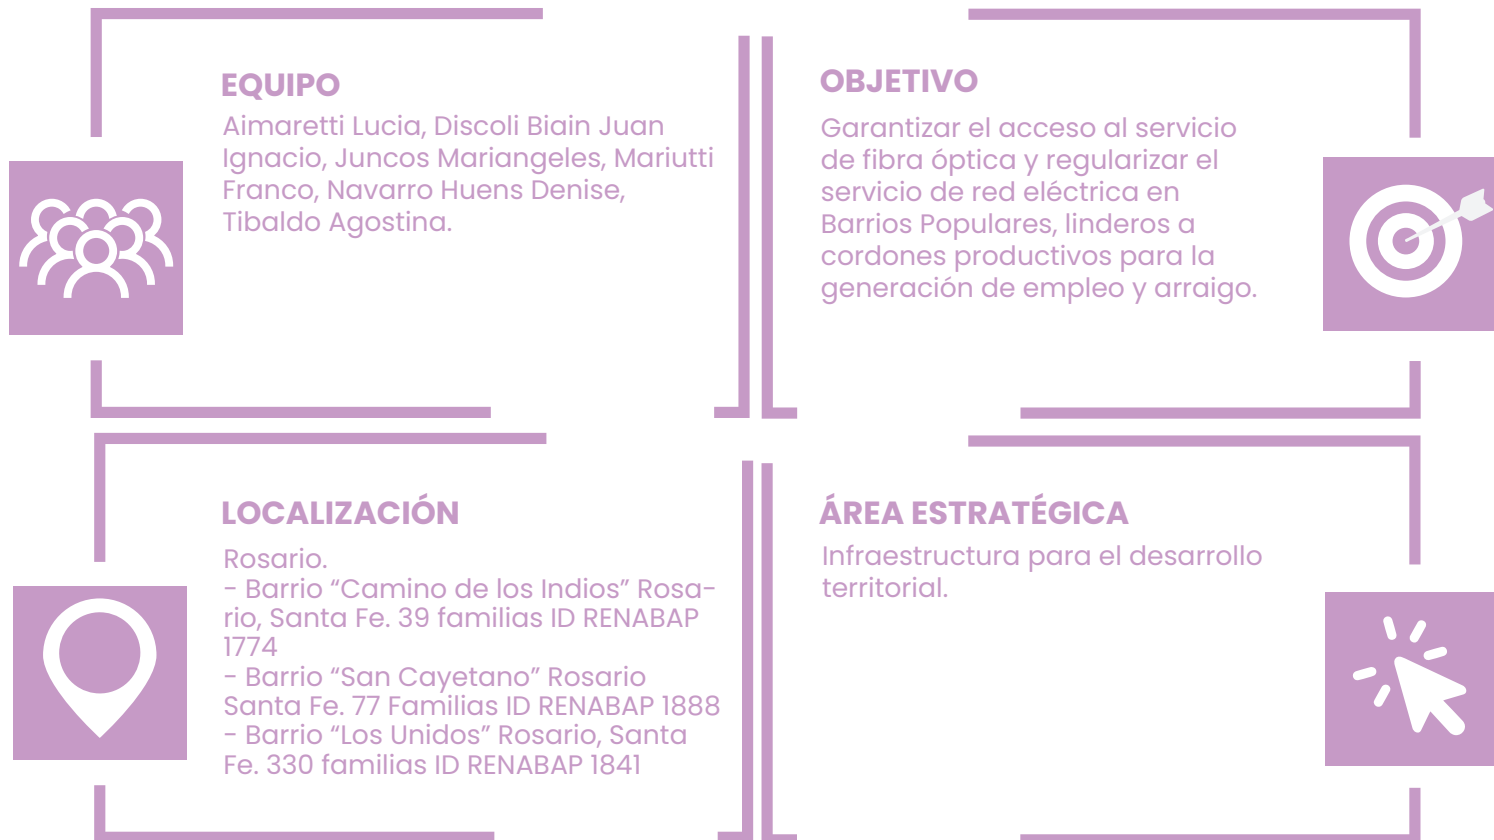 EQUIPO
Aimaretti Lucia, Discoli Biain Juan
Ignacio, Juncos Mariangeles, Mariutti
Franco, Navarro Huens Denise,
Tibaldo Agostina.
OBJETIVO
Garantizar el acceso al servicio
de fibra óptica y regularizar el
servicio de red eléctrica en
Barrios Populares, linderos a
cordones productivos para la
generación de empleo y arraigo.
LOCALIZACIÓN
Rosario.
- Barrio “Camino de los Indios” Rosa-
rio, Santa Fe. 39 familias ID RENABAP
1774
- Barrio “San Cayetano” Rosario
Santa Fe. 77 Familias ID RENABAP 1888
- Barrio “Los Unidos” Rosario, Santa
Fe. 330 familias ID RENABAP 1841
ÁREA ESTRATÉGICA
Infraestructura para el desarrollo
territorial.